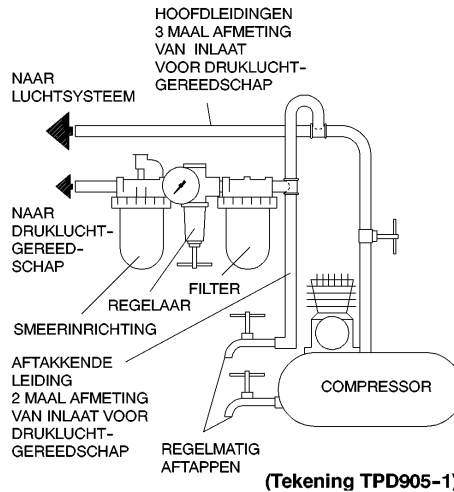 HOOFDLEIDINGEN
3 MAAL AFMETING
VAN INLAAT
VOOR DRUKLUCHT-
GEREEDSCHAP
NAAR
LUCHTSYSTEEM
NAAR
DRUKLUCHT-
GEREED-
SCHAP
FILTER
REGELAAR
SMEERINRICHTING
AFTAKKENDE
LEIDING
2 MAAL AFMETING
VAN INLAAT VOOR
DRUKLUCHT-
GEREEDSCHAP
COMPRESSOR
REGELMATIG
AFTAPPEN
(Tekening TPD905-1)